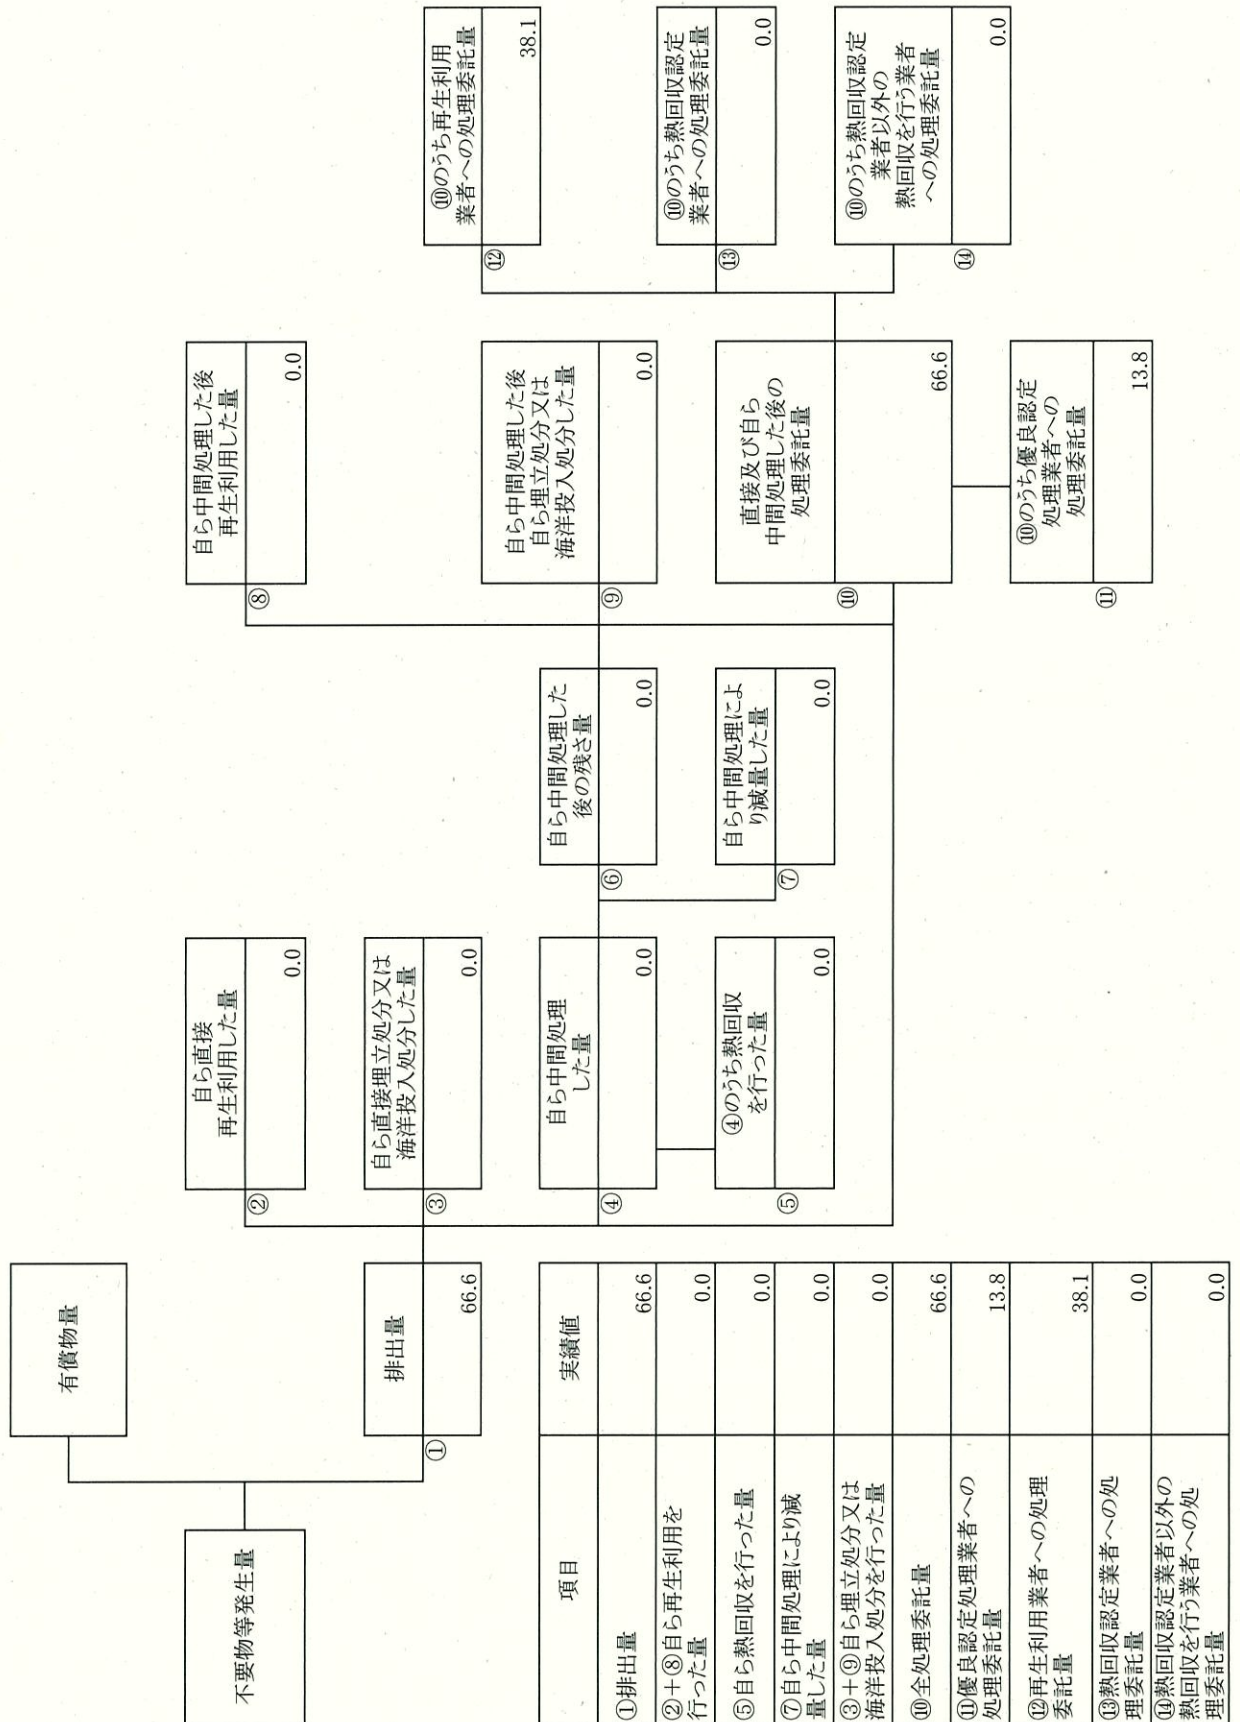 不要物等発生量
有償物量
①
排出量
66.6
②
自ら直接
再生利用した量
0.0
③
自ら直接埋立処分又は
海洋投入処分した量
0.0
④
自ら中間処理
した量
0.0
⑤
④のうち熱回収
を行った量
0.0
⑥
自ら中間処理した
後の残さ量
0.0
⑦
自ら中間処理によ
り減量した量
0.0
⑧
自ら中間処理した後
再生利用した量
0.0
⑨
自ら中間処理した後
自ら埋立処分又は
海洋投入処分した量
0.0
⑩
直接及び自ら
中間処理した後の
処理委託量
66.6
⑪
⑩のうち優良認定
処理業者への
処理委託量
13.8
⑫
⑩のうち再生利用
業者への処理委託量
38.1
⑬
⑩のうち熱回収認定
業者への処理委託量
0.0
⑭
⑩のうち熱回収認定
業者以外の
熱回収を行う業者
への処理委託量
0.0
項目
実績値
①排出量
66.6
②+⑧自ら再生利用を
行った量
0.0
⑤自ら熱回収を行った量
0.0
⑦自ら中間処理により減
量した量
0.0
③+⑨自ら埋立処分又は
海洋投入処分を行った量
0.0
⑩全処理委託量
66.6
⑪優良認定処理業者への
処理委託量
13.8
⑫再生利用業者への処理
委託量
38.1
⑬熱回収認定業者への処
理委託量
0.0
⑭熱回収認定業者以外の
熱回収を行う業者への処
理委託量
0.0